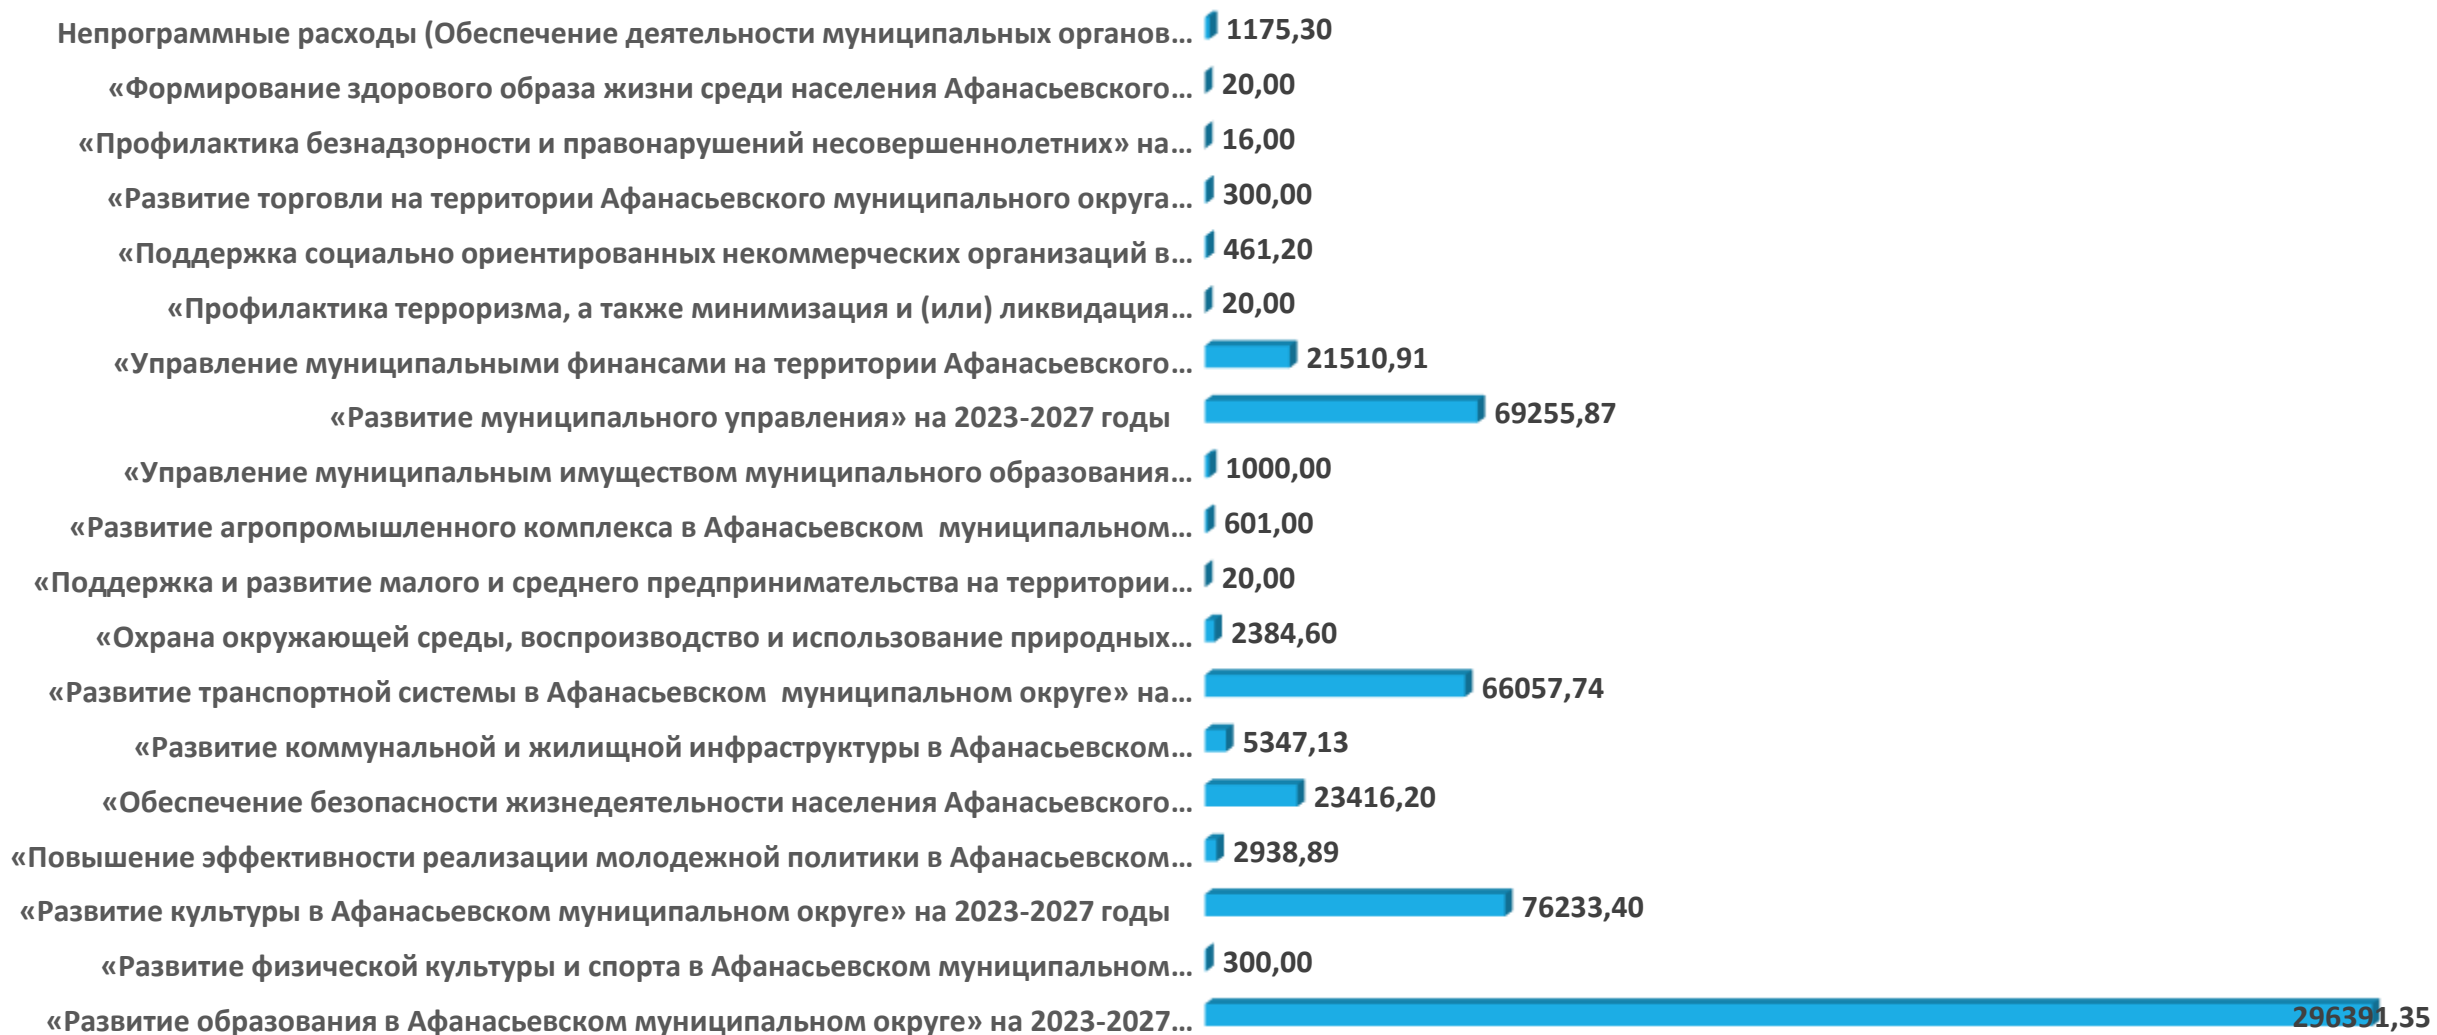 Непрограммные расходы (Обеспечение деятельности муниципальных органов… 1175,30
«Формирование здорового образа жизни среди населения Афанасьевского… 20,00
«Профилактика безнадзорности и правонарушений несовершеннолетних» на… 16,00
«Развитие торговли на территории Афанасьевского муниципального округа… 300,00
«Поддержка социально ориентированных некоммерческих организаций в… 461,20
«Профилактика терроризма, а также минимизация и (или) ликвидация… 20,00
«Управление муниципальными финансами на территории Афанасьевского… 21510,91
«Развитие муниципального управления» на 2023-2027 годы 69255,87
«Управление муниципальным имуществом муниципального образования… 1000,00
«Развитие агропромышленного комплекса в Афанасьевском муниципальном… 601,00
«Поддержка и развитие малого и среднего предпринимательства на территории… 20,00
«Охрана окружающей среды, воспроизводство и использование природных… 2384,60
«Развитие транспортной системы в Афанасьевском муниципальном округе» на… 66057,74
«Развитие коммунальной и жилищной инфраструктуры в Афанасьевском… 5347,13
«Обеспечение безопасности жизнедеятельности населения Афанасьевского… 23416,20
«Повышение эффективности реализации молодежной политики в Афанасьевском… 2938,89
«Развитие культуры в Афанасьевском муниципальном округе» на 2023-2027 годы 76233,40
«Развитие физической культуры и спорта в Афанасьевском муниципальном… 300,00
«Развитие образования в Афанасьевском муниципальном округе» на 2023-2027… 296391,35